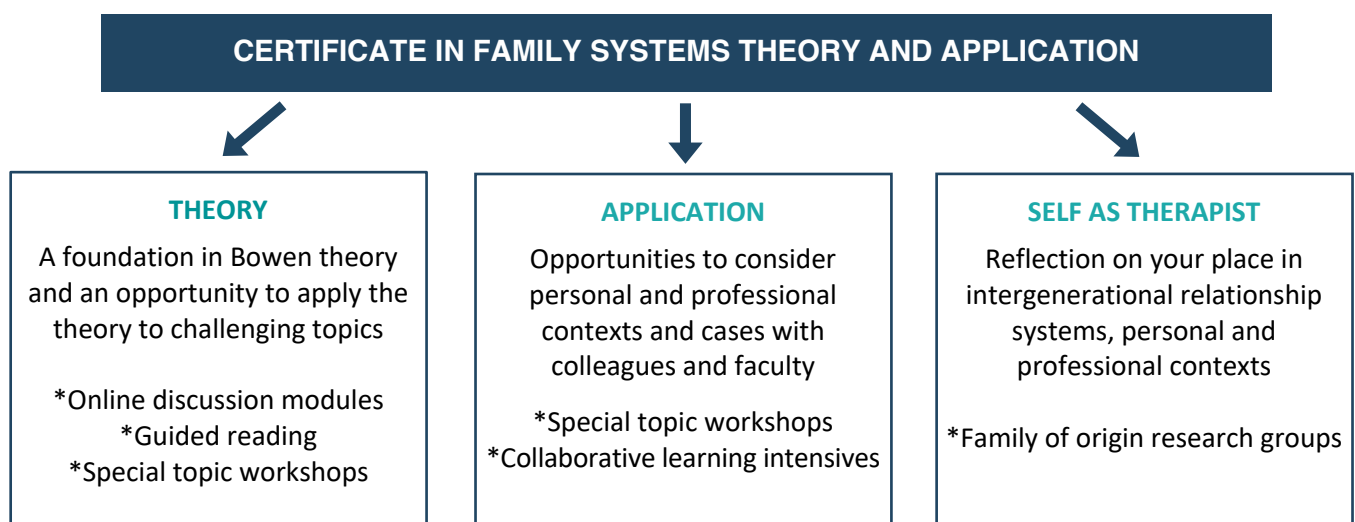 CERTIFICATE IN FAMILY SYSTEMS THEORY AND APPLICATION
THEORY
A foundation in Bowen theory
and an opportunity to apply the
theory to challenging topics
*Online discussion modules
*Guided reading
*Special topic workshops
APPLICATION
Opportunities to consider
personal and professional
contexts and cases with
colleagues and faculty
*Special topic workshops
*Collaborative learning intensives
SELF AS THERAPIST
Reflection on your place in
intergenerational relationship
systems, personal and
professional contexts
*Family of origin research groups